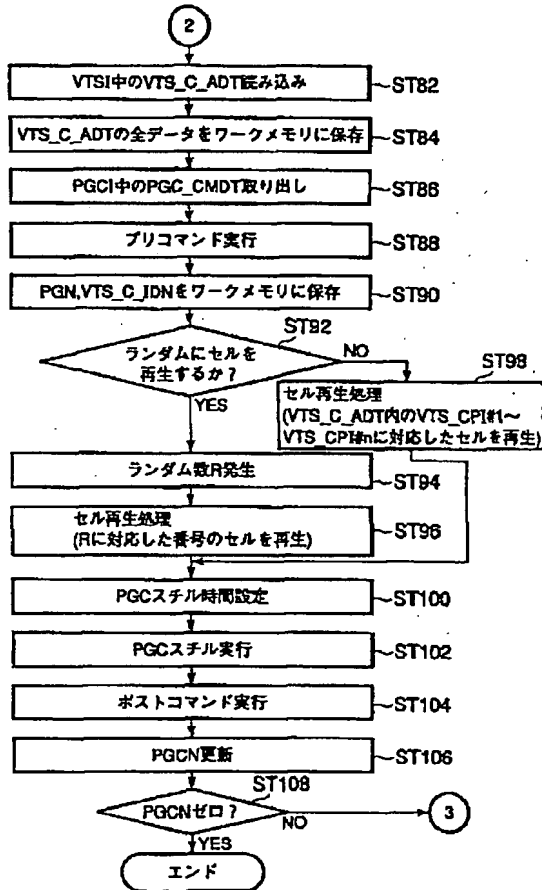 2
VTSI中のVTS_C_ADT読み込み
ST82
VTS_C_ADTの全データをワークメモリに保存
ST84
PGCI中のPGC_CMDT取り出し
ST86
プリコマンド実行
ST88
PGN,VTS_C_IDNをワークメモリに保存
ST90
ST92
ランダムにセルを
再生するか?
NO
YES
ST98
セル再生処理
(VTS_C_ADT内のVTS_CPI#1〜
VTS_CPI#nに対応したセルを再生)
ランダム数R発生
ST94
セル再生処理
(Rに対応した番号のセルを再生)
ST96
PGCスチル時間設定
ST100
PGCスチル実行
ST102
ポストコマンド実行
ST104
PGCN更新
ST106
ST108
PGCNゼロ?
NO
3
YES
エンド